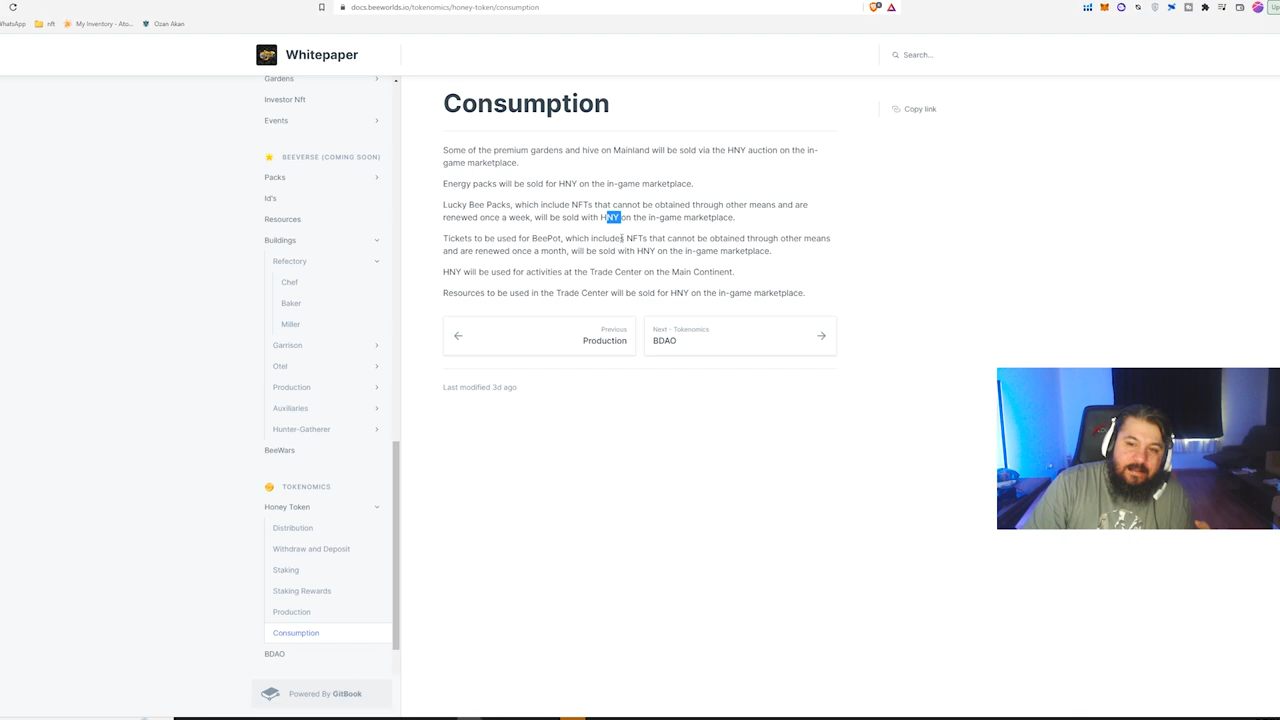 docs.beeworlds.io/tokenomics/honey-token/consumption
WhatsApp
nft
My Inventory - Ato...
Ozan Akan
Whitepaper
Search...
Gardens
Investor Nft
Events
BEEVERSE (COMING SOON)
Packs
Id's
Resources
Buildings
Refectory
Chef
Baker
Miller
Garrison
Otel
Production
Auxiliaries
Hunter-Gatherer
BeeWars
TOKENOMICS
Honey Token
Distribution
Withdraw and Deposit
Staking
Staking Rewards
Production
Consumption
BDAO
Powered By GitBook
Consumption
Copy link
Some of the premium gardens and hive on Mainland will be sold via the HNY auction on the in-
game marketplace.
Energy packs will be sold for HNY on the in-game marketplace.
Lucky Bee Packs, which include NFTs that cannot be obtained through other means and are
renewed once a week, will be sold with HNY on the in-game marketplace.
Tickets to be used for BeePot, which includes NFTs that cannot be obtained through other means
and are renewed once a month, will be sold with HNY on the in-game marketplace.
HNY will be used for activities at the Trade Center on the Main Continent.
Resources to be used in the Trade Center will be sold for HNY on the in-game marketplace.
Previous
Production
Next - Tokenomics
BDAO
Last modified 3d ago